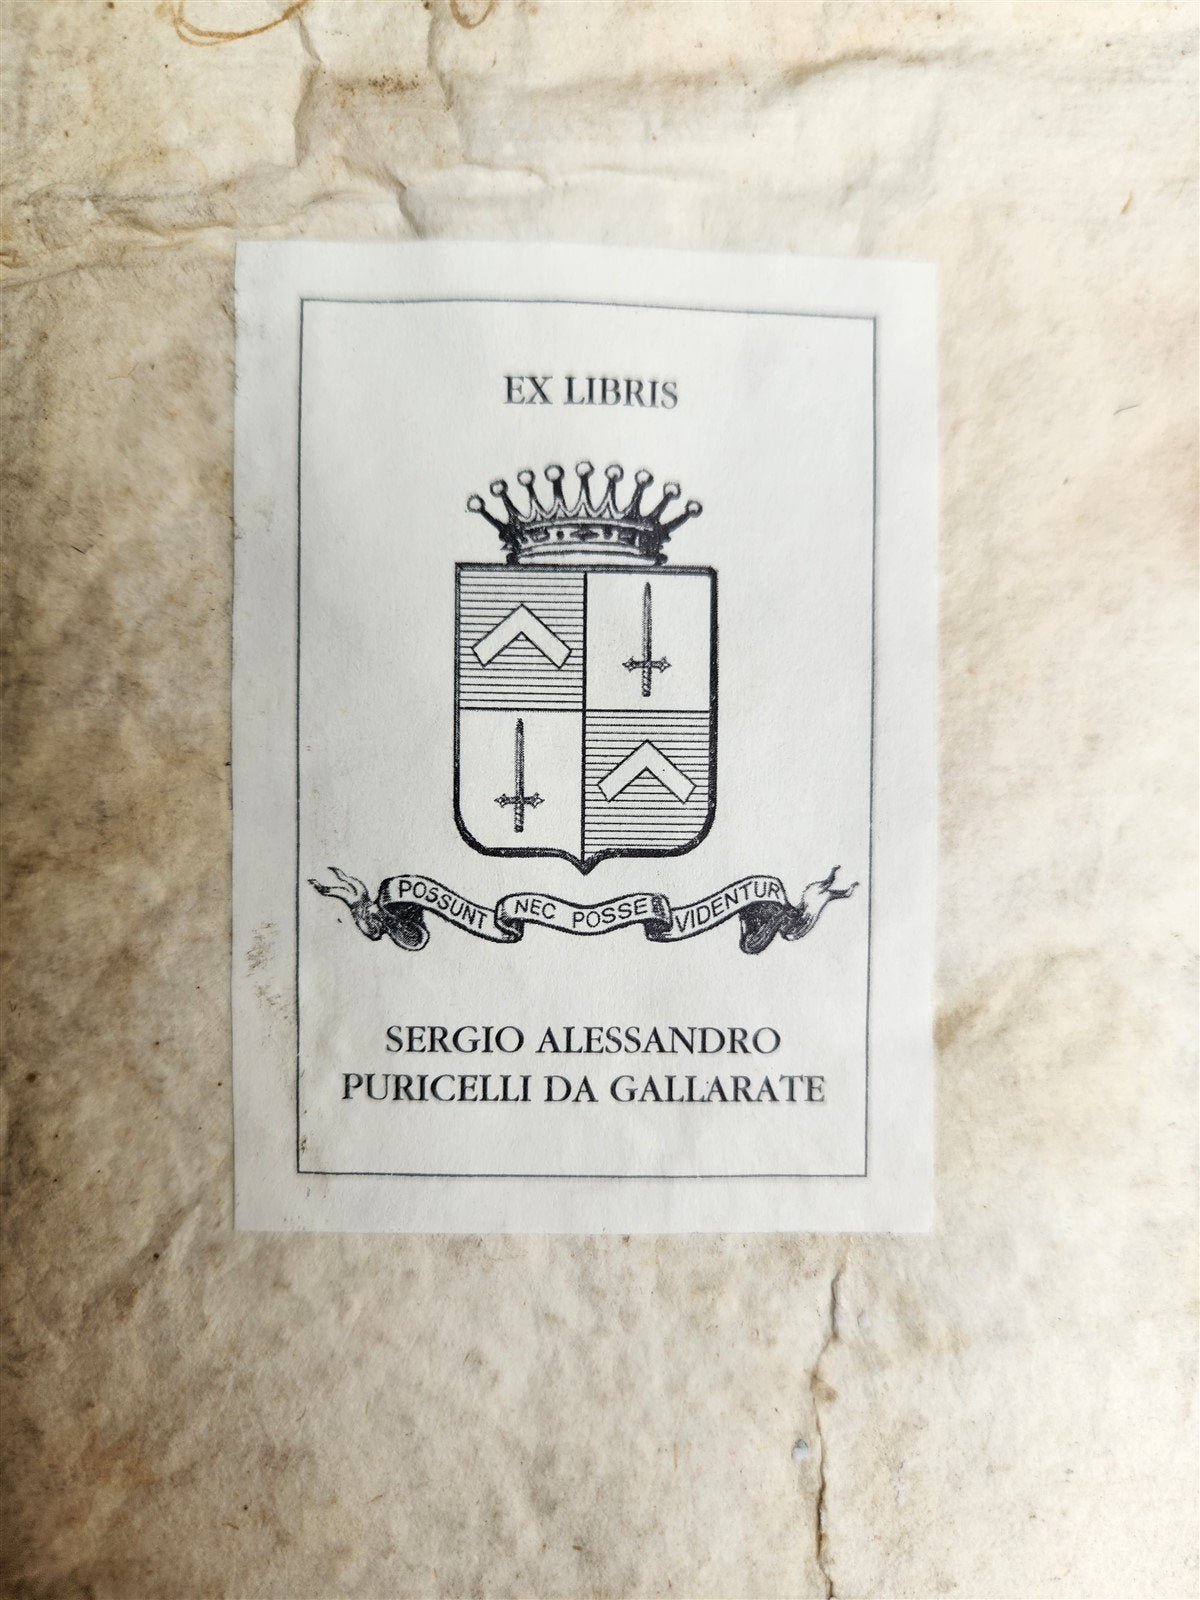 EX LIBRIS
POSSUNT NEC POSSE VIDENTUR
SERGIO ALESSANDRO
PURICELLI DA GALLARATE